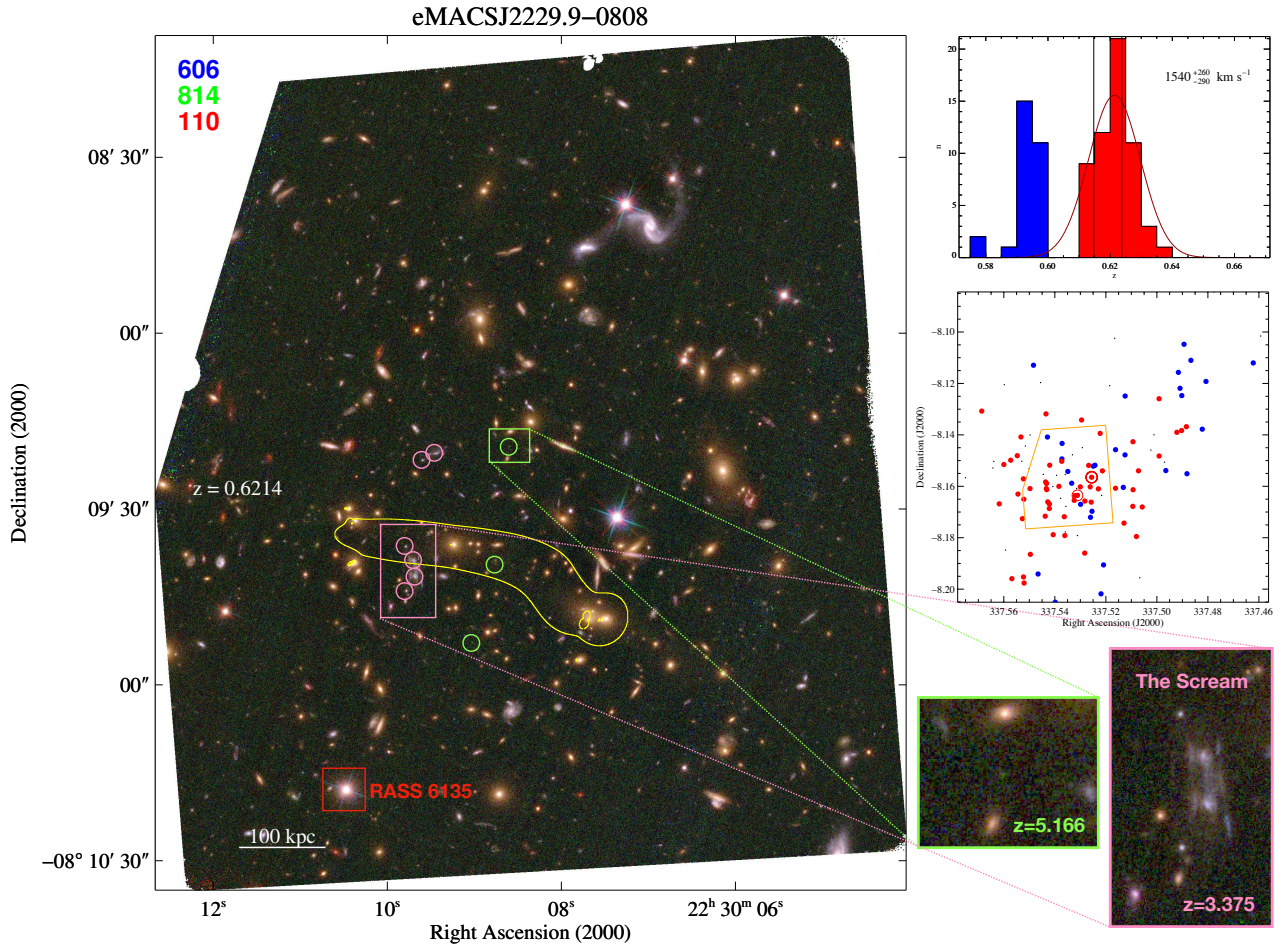 eMACSJ2229.9−0808
606
814
110
08′ 30″
00″
09′ 30″
00″
−08° 10′ 30″
Declination (2000)
z = 0.6214
RASS 6135
100 kpc
12s
10s
08s
22h 30m 06s
Right Ascension (2000)
1540 +260 −290 km s−1
20
15
10
5
0
n
0.58
0.60
0.62
0.64
0.66
z
−8.10
−8.12
−8.14
−8.16
−8.18
−8.20
Declination (J2000)
337.56
337.54
337.52
337.50
337.48
337.46
Right Ascension (J2000)
z=5.166
The Scream
z=3.375